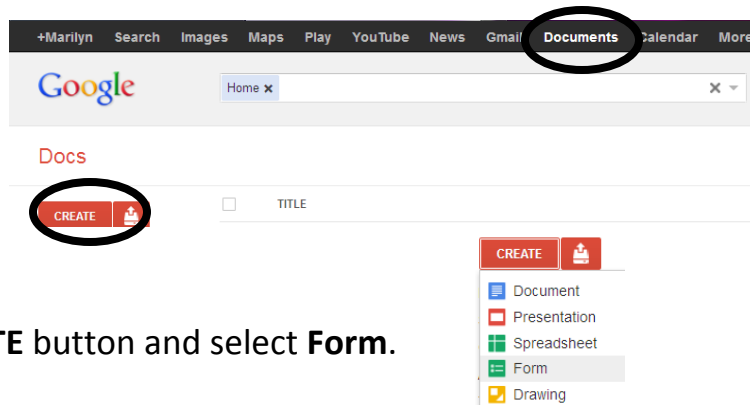 +Marilyn Search Images Maps Play YouTube News Gmail Documents Calendar More
Google
Home
Docs
CREATE
TITLE
CREATE
Document
Presentation
Spreadsheet
Form
Drawing
TE button and select Form.